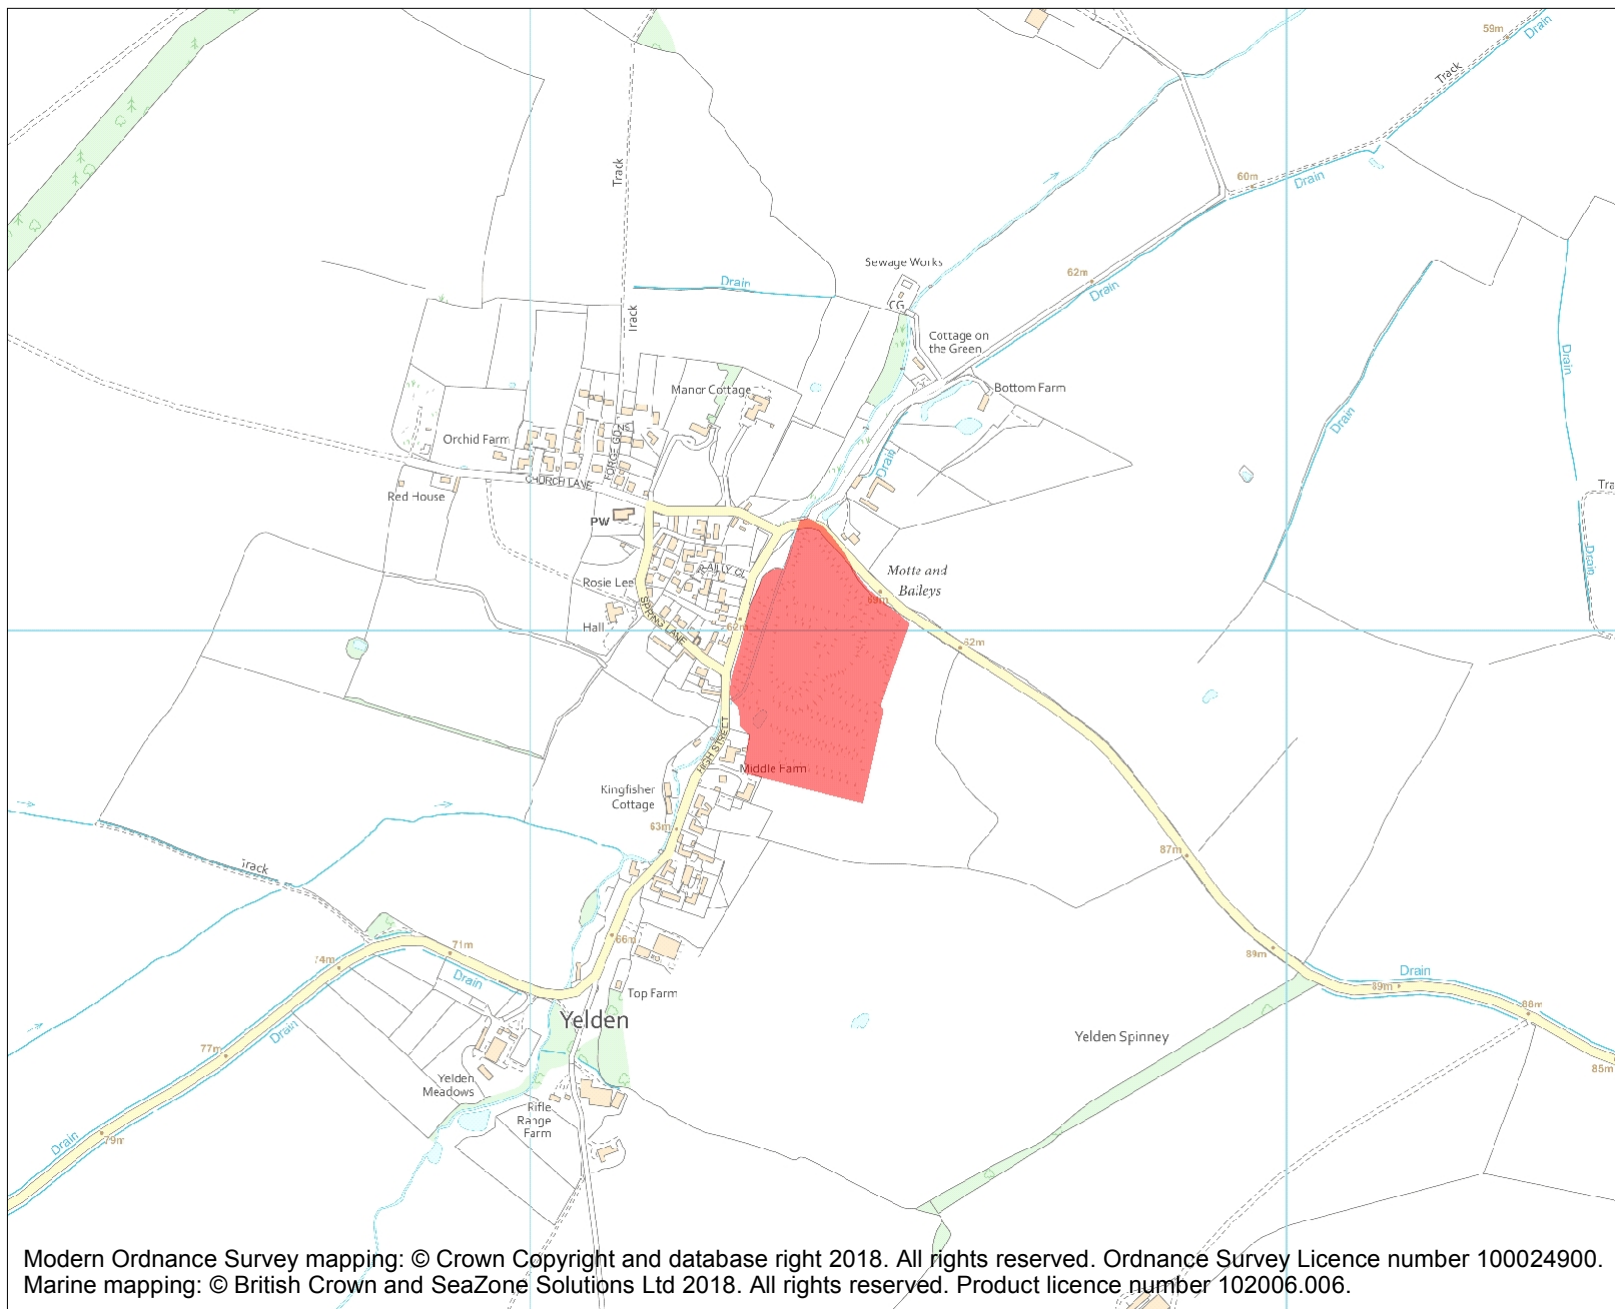 59m
Drain
Track
Track
60m
Drain
Sewage Works
62m
Drain
Drain
CG
Track
Cottage on
the Green
Drain
Manor Cottage
Bottom Farm
Drain
Orchid Farm
FORGE GDNS
Drain
CHURCH LANE
Red House
Tra
PW
Drain
Motte and
Baileys
Rosie Lee
SPRING LANE
Hall
62m
62m
HIGH STREET
Middle Farm
Kingfisher
Cottage
63m
87m
Track
66m
71m
74m
Drain
89m
Drain
89m
88m
Top Farm
Yelden
Drain
Yelden Spinney
77m
85m
Yelden
Meadows
Rifle
Range
Farm
Drain
79m
Modern Ordnance Survey mapping: © Crown Copyright and database right 2018. All rights reserved. Ordnance Survey Licence number 100024900.
Marine mapping: © British Crown and SeaZone Solutions Ltd 2018. All rights reserved. Product licence number 102006.006.